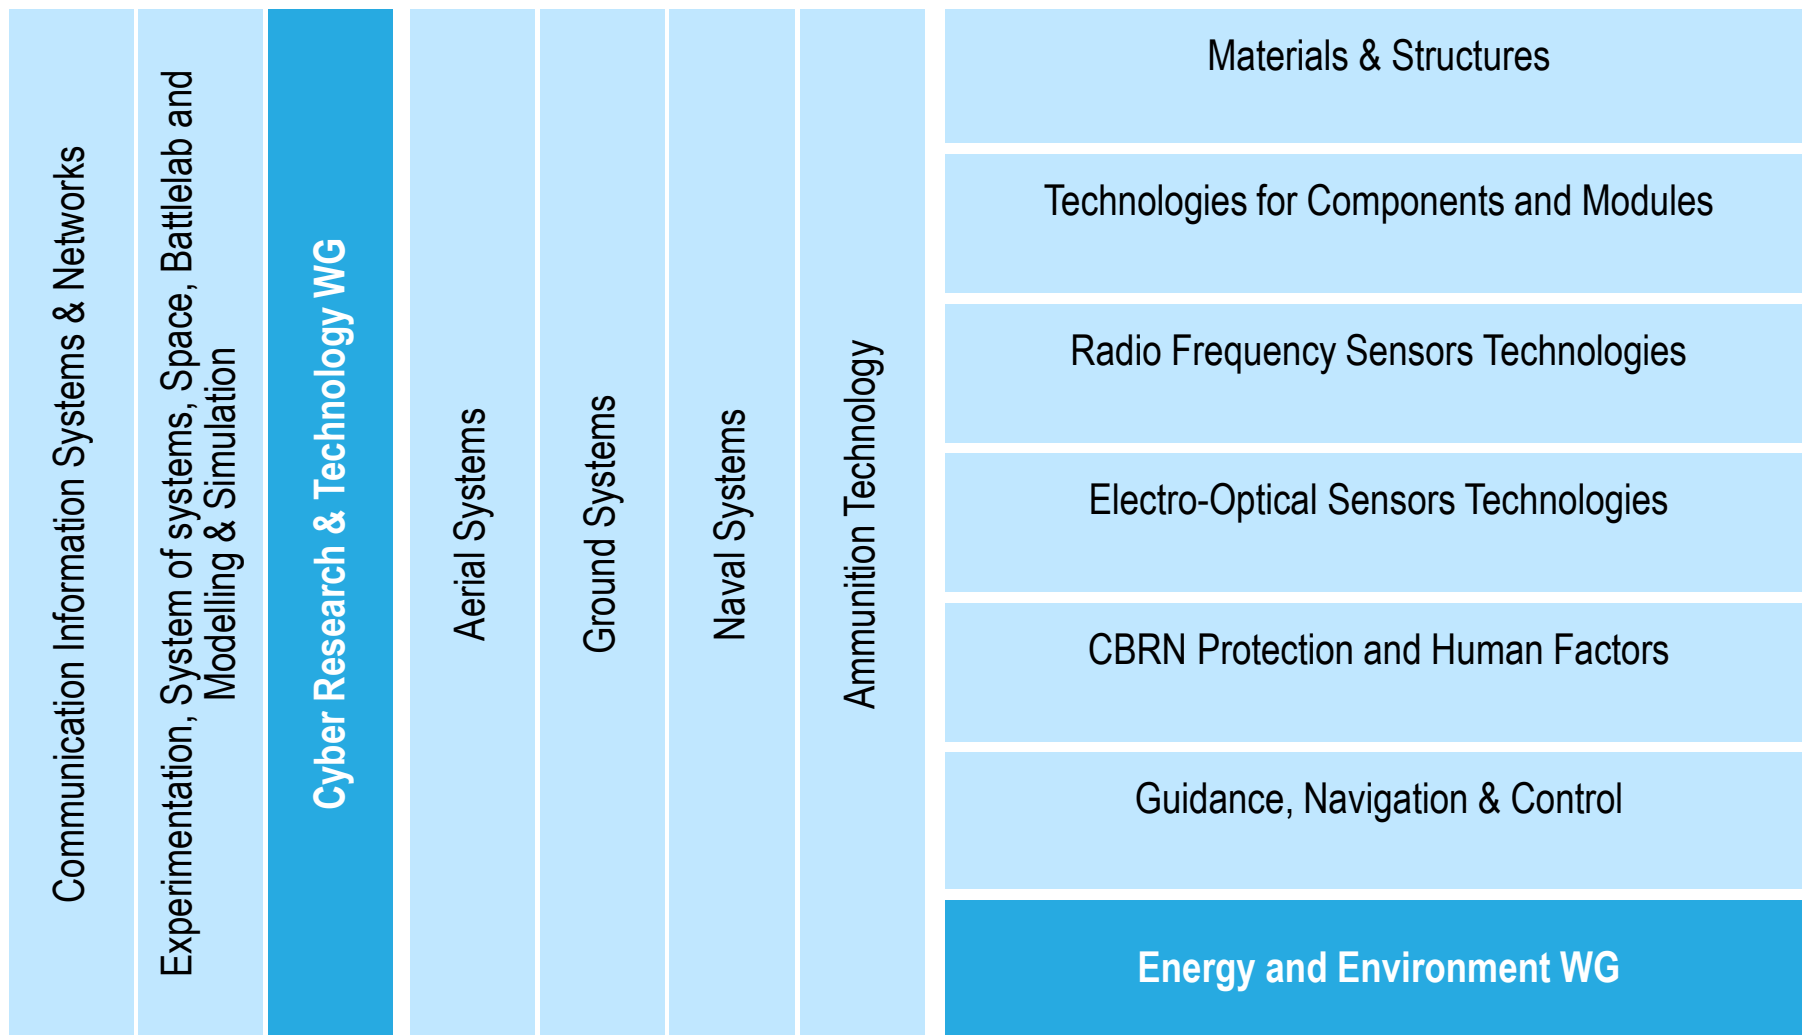 Communication Information Systems & Networks
Experimentation, System of systems, Space, Battlelab and
Modelling & Simulation
Cyber Research & Technology WG
Aerial Systems
Ground Systems
Naval Systems
Ammunition Technology
Materials & Structures
Technologies for Components and Modules
Radio Frequency Sensors Technologies
Electro-Optical Sensors Technologies
CBRN Protection and Human Factors
Guidance, Navigation & Control
Energy and Environment WG